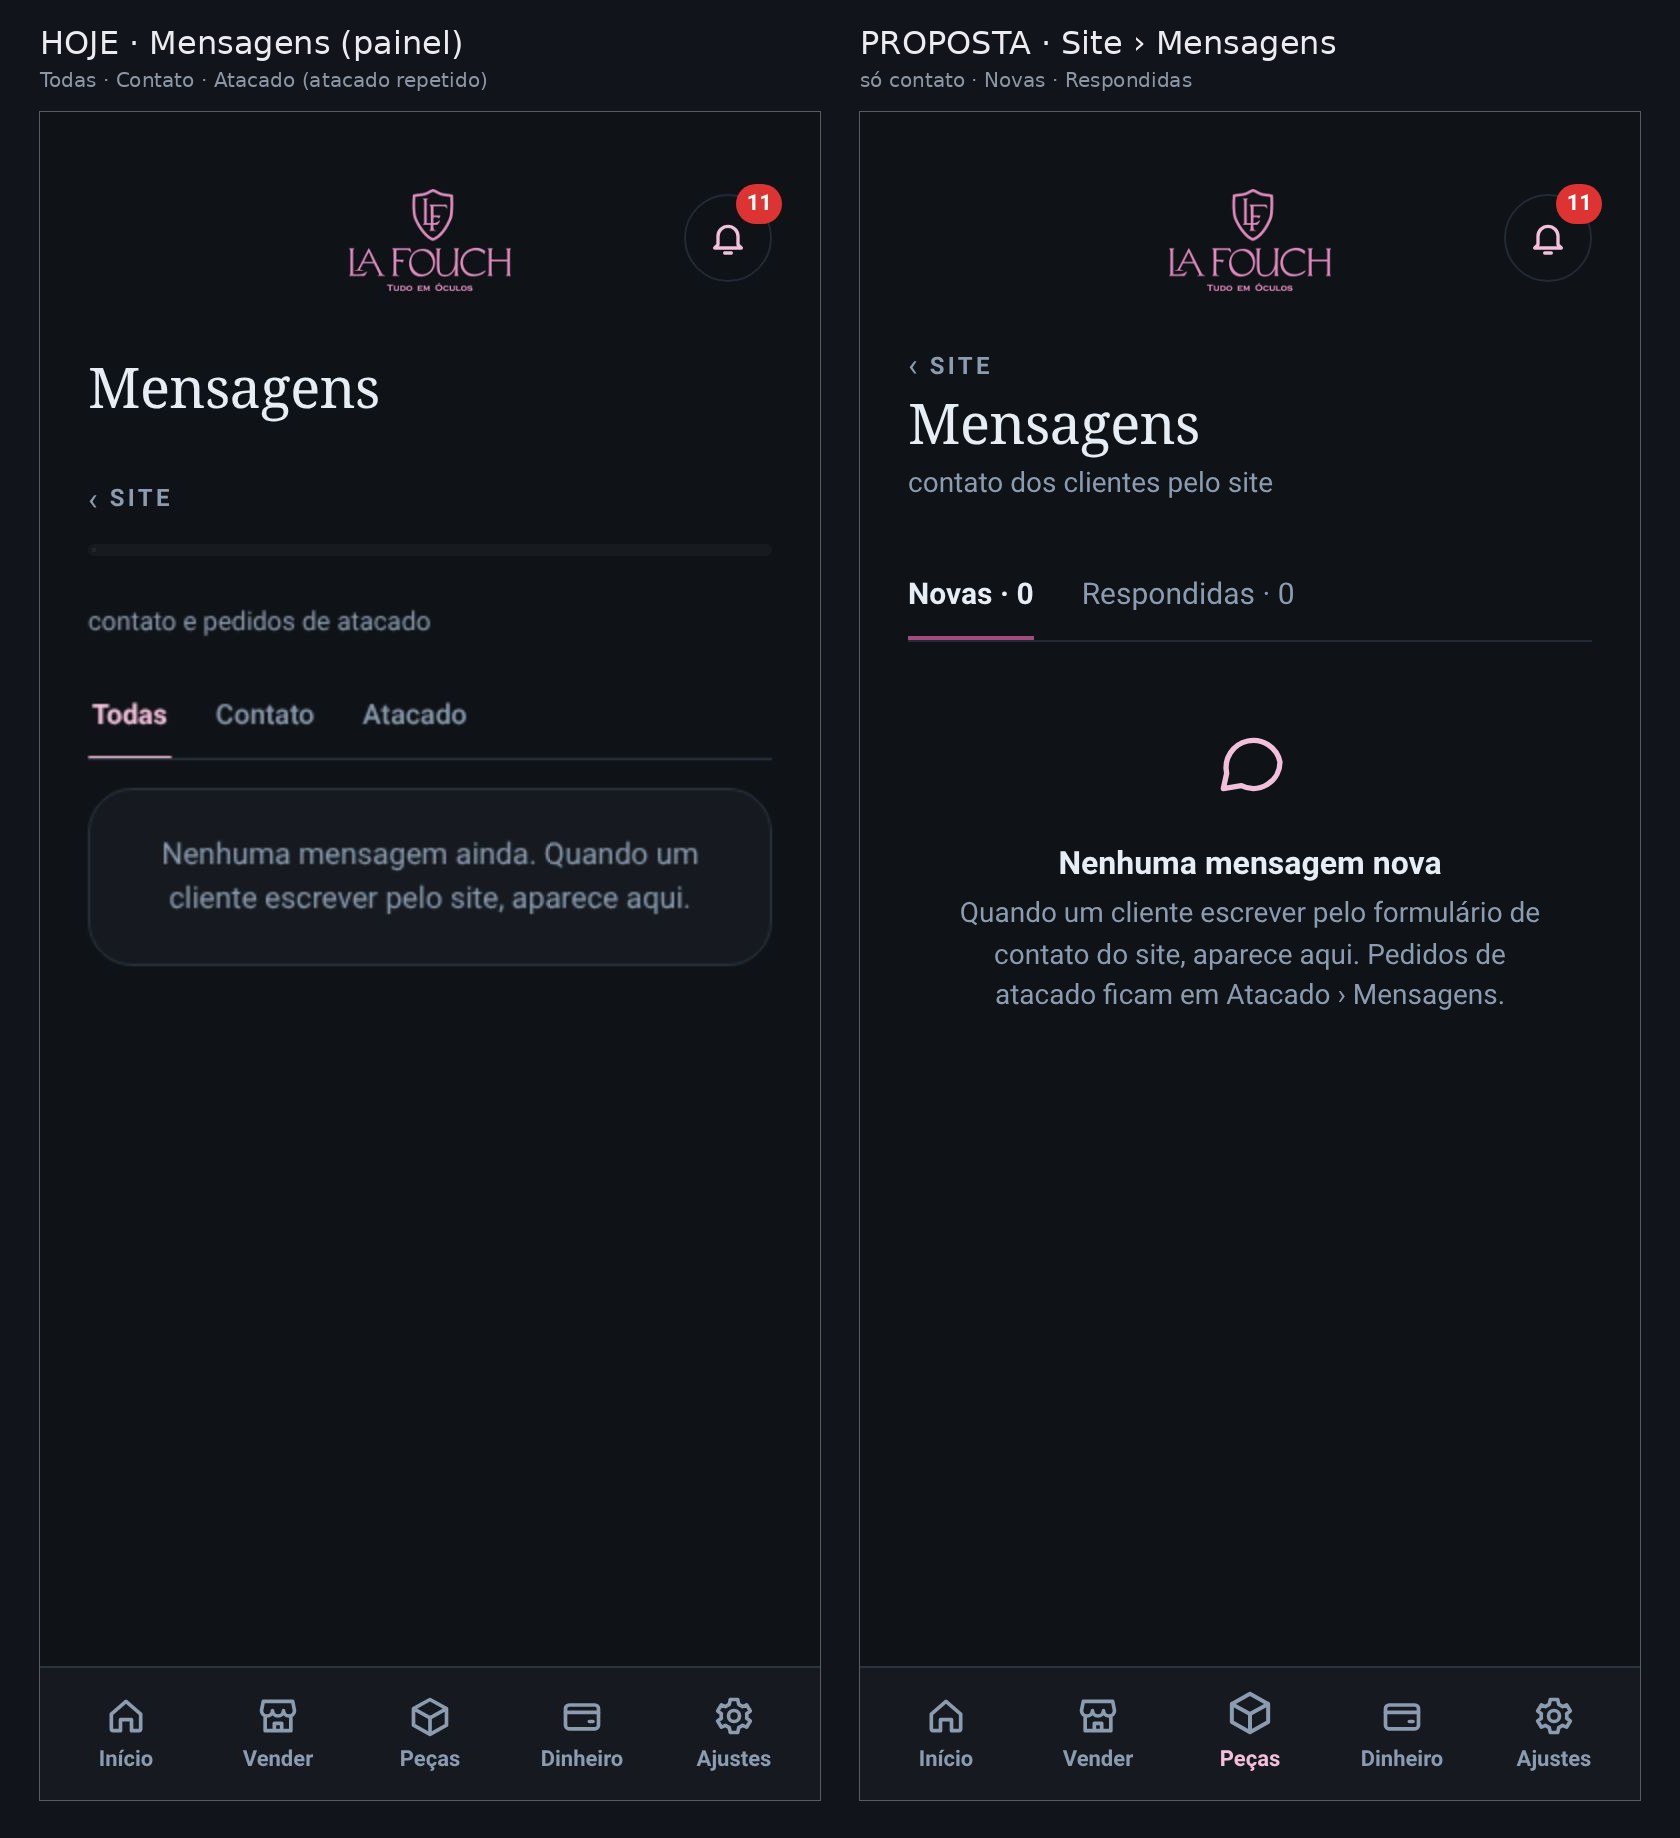 HOJE · Mensagens (painel)
Todas · Contato · Atacado (atacado repetido)
LF
LA FOUCH
TUDO EM ÓCULOS
11
Mensagens
‹ SITE
contato e pedidos de atacado
Todas Contato Atacado
Nenhuma mensagem ainda. Quando um
cliente escrever pelo site, aparece aqui.
Início Vender Peças Dinheiro Ajustes
PROPOSTA · Site › Mensagens
só contato · Novas · Respondidas
LF
LA FOUCH
TUDO EM ÓCULOS
11
‹ SITE
Mensagens
contato dos clientes pelo site
Novas · 0 Respondidas · 0
Nenhuma mensagem nova
Quando um cliente escrever pelo formulário de
contato do site, aparece aqui. Pedidos de
atacado ficam em Atacado › Mensagens.
Início Vender Peças Dinheiro Ajustes